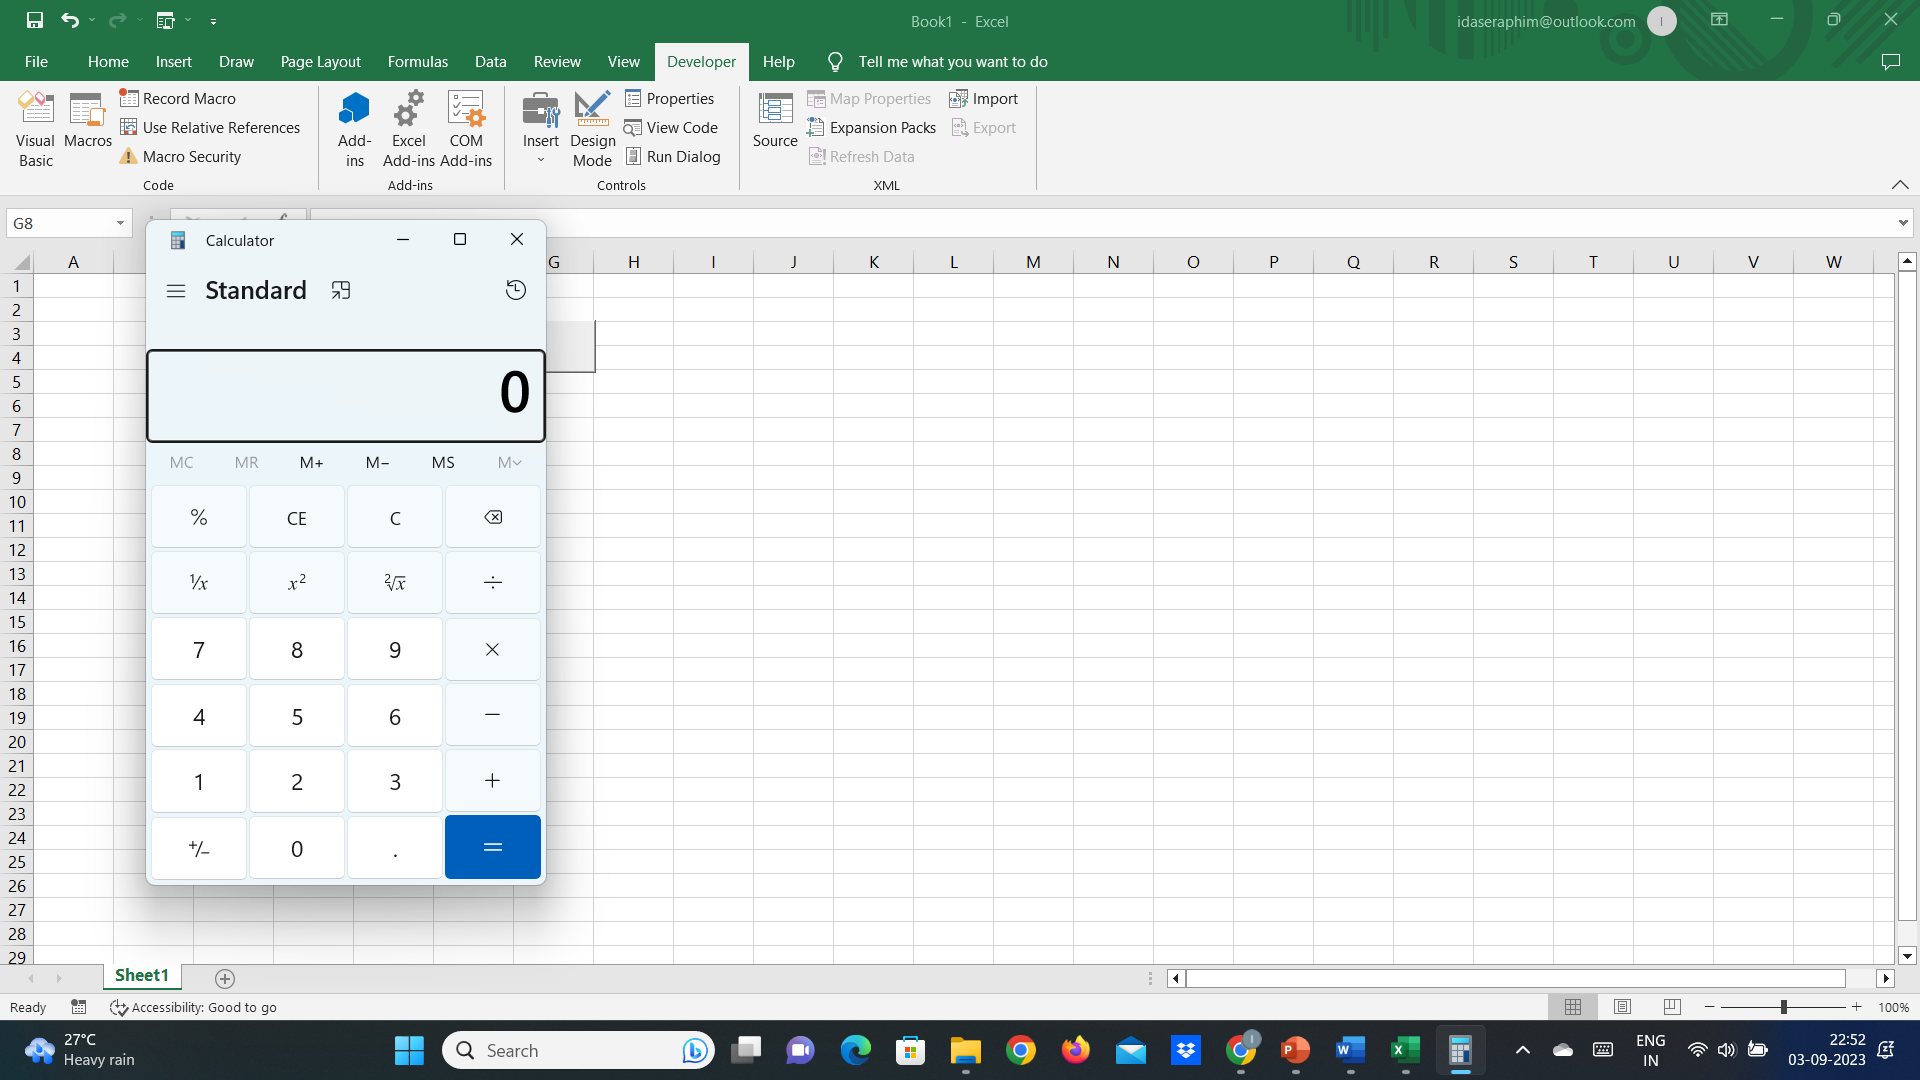 Book1 - Excel
idaseraphim@outlook.com
I
File Home Insert Draw Page Layout Formulas Data Review View Developer Help Tell me what you want to do
Visual Basic
Macros
Record Macro
Use Relative References
Macro Security
Code
Add-ins
Excel Add-ins
COM Add-ins
Add-ins
Insert
Design Mode
Properties
View Code
Run Dialog
Controls
Source
Map Properties
Expansion Packs
Refresh Data
Import
Export
XML
G8
A G H I J K L M N O P Q R S T U V W
1
2
3
4
5
6
7
8
9
10
11
12
13
14
15
16
17
18
19
20
21
22
23
24
25
26
27
28
29
Calculator
Standard
0
MC MR M+ M− MS M
% CE C
¹/x x² ²√x ÷
7 8 9 ×
4 5 6 −
1 2 3 +
+/− 0 . =
Sheet1
Ready
Accessibility: Good to go
100%
27°C
Heavy rain
Search
ENG
IN
22:52
03-09-2023